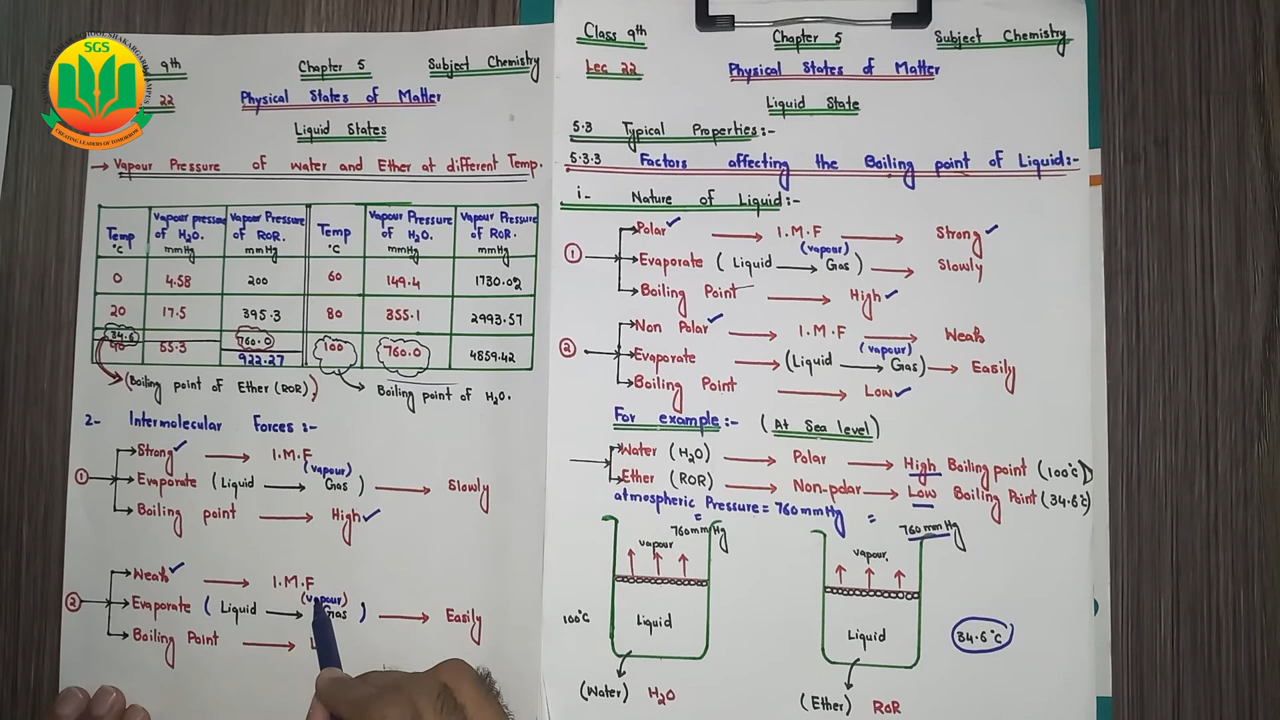 SGS
CREATING LEADERS OF TOMORROW
9th Chapter 5 Subject Chemistry
22 Physical States of Matter
Liquid States
→ Vapour Pressure of water and Ether at different Temp.
Temp °C Vapour pressure of H₂O. mmHg Vapour Pressure of ROR. mmHg Temp °C Vapour Pressure of H₂O. mmHg Vapour Pressure of ROR. mmHg
0 4.58 200 60 149.4 1730.02
20 17.5 395.3 80 355.1 2993.57
34.6 760.0
40 55.3 922.27 100 760.0 4859.42
(Boiling point of Ether (ROR)) Boiling point of H₂O.
2- Intermolecular Forces :-
① Strong ✓ → I.M.F
Evaporate (Liquid → (vapour) Gas) → Slowly
Boiling point → High ✓
② Weak ✓ → I.M.F
Evaporate (Liquid → (vapour) Gas) → Easily
Boiling Point →
Class 9th Chapter 5 Subject Chemistry
Lec 22 Physical States of Matter
Liquid State
5.3 Typical Properties:-
5.3.3 Factors affecting the Boiling point of Liquids:-
i- Nature of Liquid:-
① Polar ✓ → I.M.F → Strong ✓
Evaporate (Liquid → (vapour) Gas) → Slowly
Boiling Point → High ✓
② Non Polar ✓ → I.M.F → Weak
Evaporate → (Liquid → (vapour) Gas) → Easily
Boiling Point → Low ✓
For example:- (At Sea level)
Water (H₂O) → Polar → High Boiling point (100°C)
Ether (ROR) → Non-polar → Low Boiling Point (34.6°C)
atmospheric Pressure = 760 mmHg =
= 760mmHg 760 mmHg
vapour vapour
100°C Liquid Liquid 34.6°C
(Water) H₂O (Ether) ROR